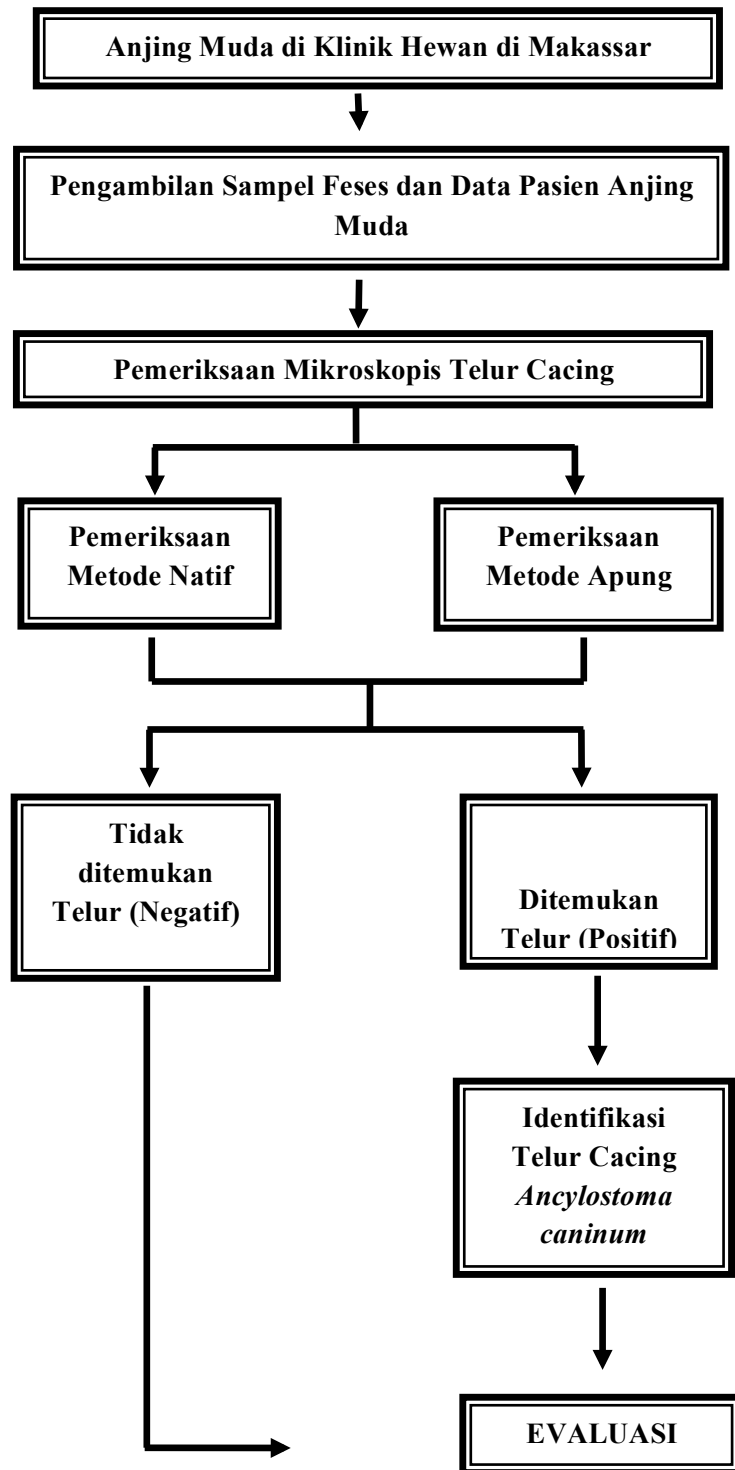 Anjing Muda di Klinik Hewan di Makassar
Pengambilan Sampel Feses dan Data Pasien Anjing
Muda
Pemeriksaan Mikroskopis Telur Cacing
Pemeriksaan
Metode Natif
Pemeriksaan
Metode Apung
Tidak
ditemukan
Telur (Negatif)
Ditemukan
Telur (Positif)
Identifikasi
Telur Cacing
Ancylostoma
caninum
EVALUASI